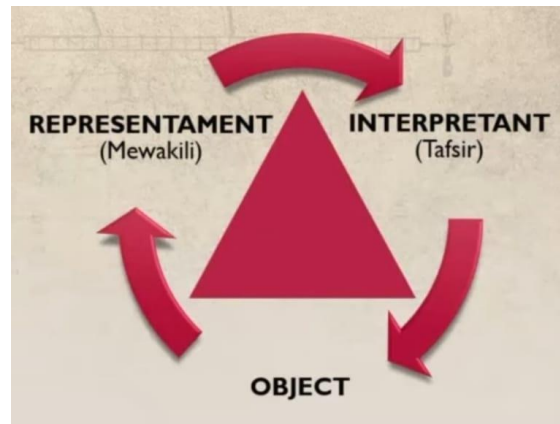 REPRESENTAMENT
(Mewakili)
INTERPRETANT
(Tafsir)
OBJECT